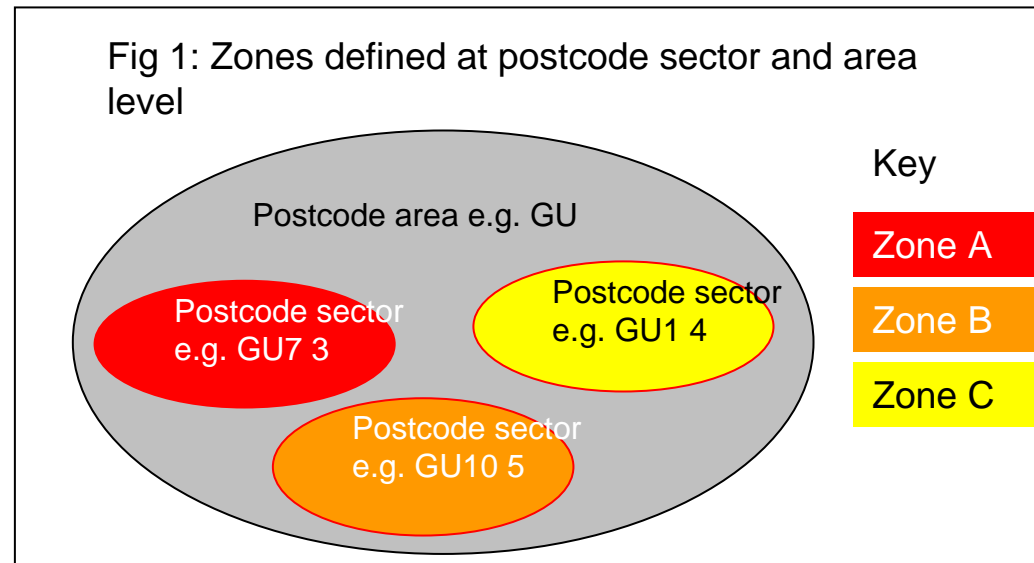 Fig 1: Zones defined at postcode sector and area
level
Key
Postcode area e.g. GU
Zone A
Postcode sector
e.g. GU7 3
Postcode sector
e.g. GU1 4
Zone B
Zone C
Postcode sector
e.g. GU10 5